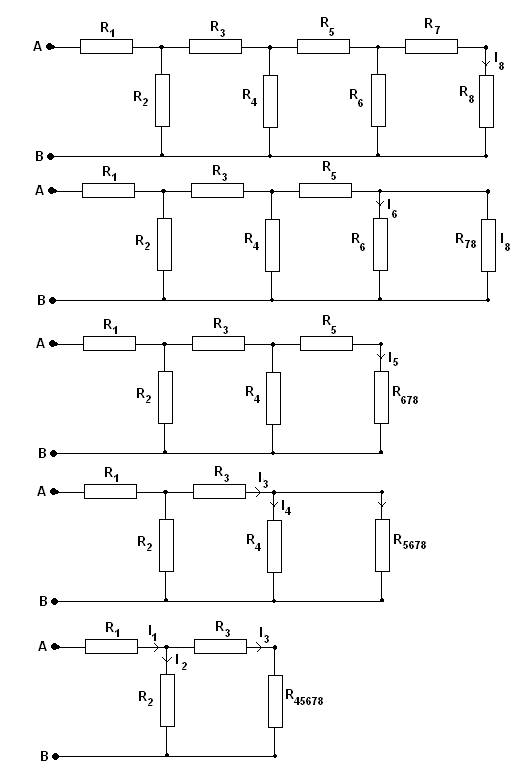 R1 R3 R5 R7
A
I8
R2 R4 R6 R8
B
R1 R3 R5
A
I6
R2 R4 R6 R78 I8
B
R1 R3 R5
A
I5
R2 R4 R678
B
R1 R3 I3
A
I4
R2 R4 R5678
B
R1 I1 R3 I3
A
I2
R2 R45678
B